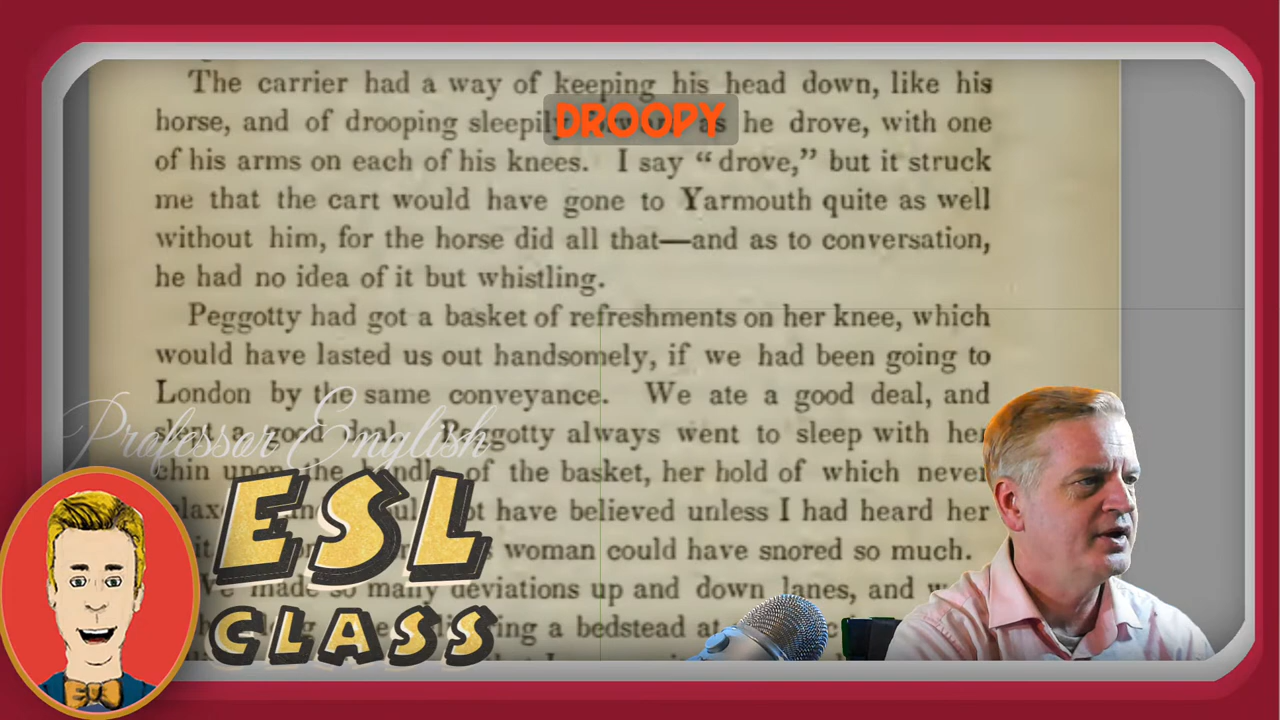 The carrier had a way of keeping his head down, like his
horse, and of drooping sleepily as he drove, with one
DROOPY
of his arms on each of his knees. I say “drove,” but it struck
me that the cart would have gone to Yarmouth quite as well
without him, for the horse did all that—and as to conversation,
he had no idea of it but whistling.
Peggotty had got a basket of refreshments on her knee, which
would have lasted us out handsomely, if we had been going to
London by the same conveyance. We ate a good deal, and
slept a good deal. Peggotty always went to sleep with her
Professor English
chin upon the handle of the basket, her hold of which never
have believed unless I had heard her
woman could have snored so much.
We made so many deviations up and down lanes, and
a bedstead at
ESL
CLASS